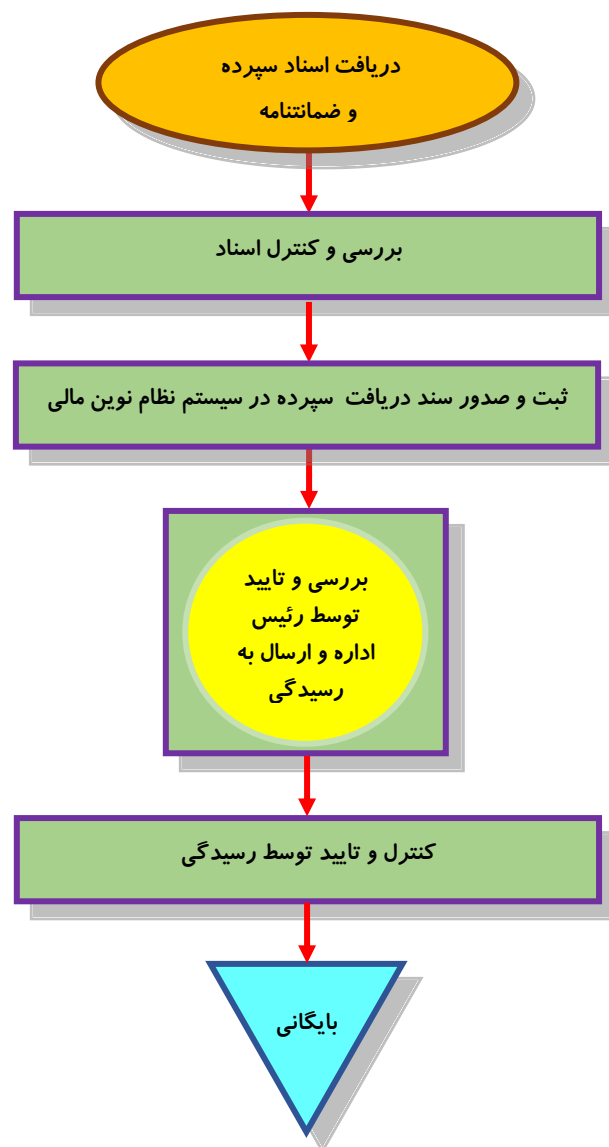 دریافت اسناد سپرده
و ضمانتنامه
بررسی و کنترل اسناد
ثبت و صدور سند دریافت سپرده در سیستم نظام نوین مالی
بررسی و تایید
توسط رئیس
اداره و ارسال به
رسیدگی
کنترل و تایید توسط رسیدگی
بایگانی